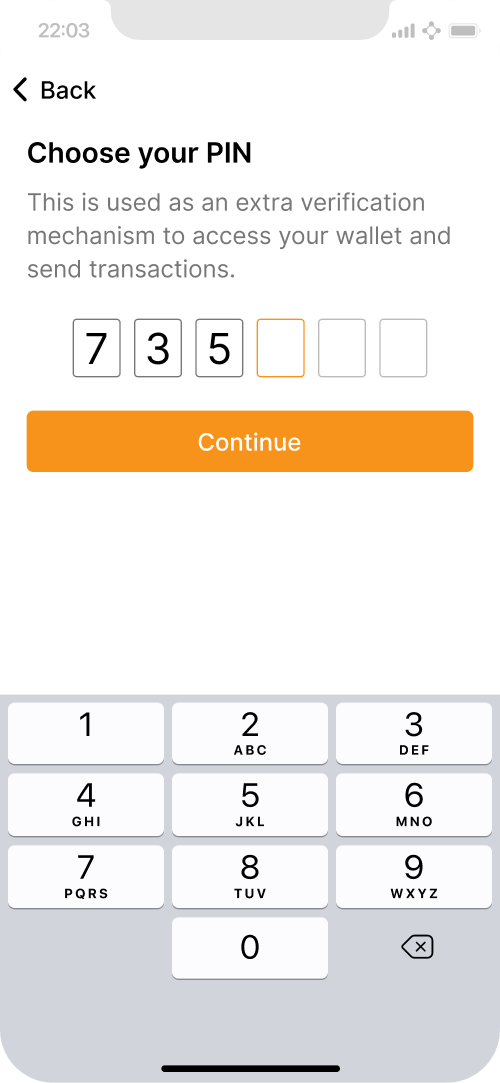 22:03
Back
Choose your PIN
This is used as an extra verification
mechanism to access your wallet and
send transactions.
7 3 5
Continue
1 2 3
ABC DEF
4 5 6
GHI JKL MNO
7 8 9
PQRS TUV WXYZ
0